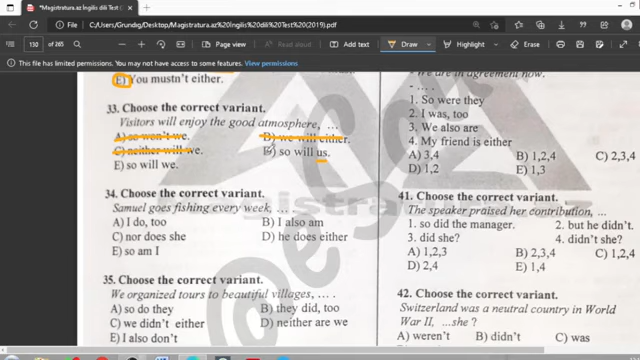 *Magistratura.az İngilis dili Test (2019).pdf
C:/Users/Grundig/Desktop/Magistratura.az%20İngilis%20dili%20Test%20(2019).pdf
130 of 265
Page view
Read aloud
Add text
Draw
Highlight
Erase
This file has limited permissions. You may not have access to some features. View permissions
E) You mustn't either.
33. Choose the correct variant.
Visitors will enjoy the good atmosphere, ...
A) so won't we. B) we will either.
C) neither will we. D) so will us.
E) so will we.
34. Choose the correct variant.
Samuel goes fishing every week, ... .
A) I do, too B) I also am
C) nor does she D) he does either
E) so am I
35. Choose the correct variant.
We organized tours to beautiful villages, ... .
A) so do they B) they did, too
C) we didn't either D) neither are we
E) I also don't
- We are in agreement now.
- ... .
1. So were they
2. I was, too
3. We also are
4. My friend is either
A) 3,4 B) 1,2,4 C) 2,3,4
D) 1,2 E) 1,3
41. Choose the correct variant.
The speaker praised her contribution, ...
1. so did the manager. 2. but he didn't.
3. did she? 4. didn't she?
A) 1,2,3 B) 2,3,4 C) 1,2,4
D) 2,4 E) 1,4
42. Choose the correct variant.
Switzerland was a neutral country in World
War II, ...she?
A) weren't B) didn't C) was